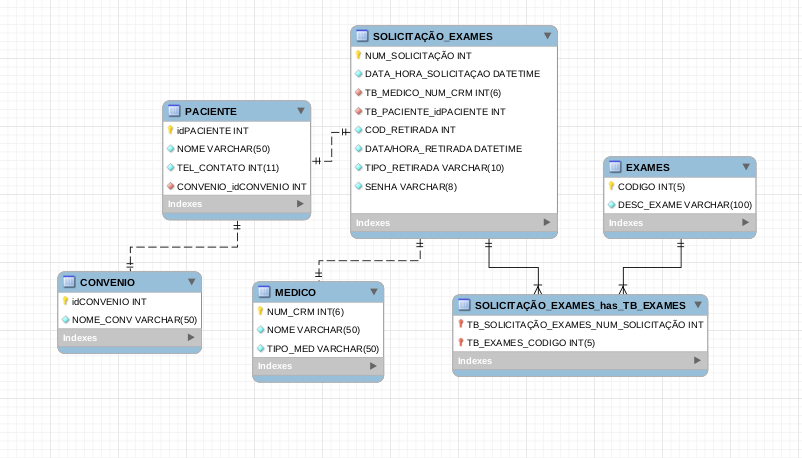 SOLICITAÇÃO_EXAMES
NUM_SOLICITAÇÃO INT
DATA_HORA_SOLICITAÇAO DATETIME
TB_MEDICO_NUM_CRM INT(6)
TB_PACIENTE_idPACIENTE INT
COD_RETIRADA INT
DATA/HORA_RETIRADA DATETIME
TIPO_RETIRADA VARCHAR(10)
SENHA VARCHAR(8)
Indexes
PACIENTE
idPACIENTE INT
NOME VARCHAR(50)
TEL_CONTATO INT(11)
CONVENIO_idCONVENIO INT
Indexes
EXAMES
CODIGO INT(5)
DESC_EXAME VARCHAR(100)
Indexes
CONVENIO
idCONVENIO INT
NOME_CONV VARCHAR(50)
Indexes
MEDICO
NUM_CRM INT(6)
NOME VARCHAR(50)
TIPO_MED VARCHAR(50)
Indexes
SOLICITAÇÃO_EXAMES_has_TB_EXAMES
TB_SOLICITAÇÃO_EXAMES_NUM_SOLICITAÇÃO INT
TB_EXAMES_CODIGO INT(5)
Indexes